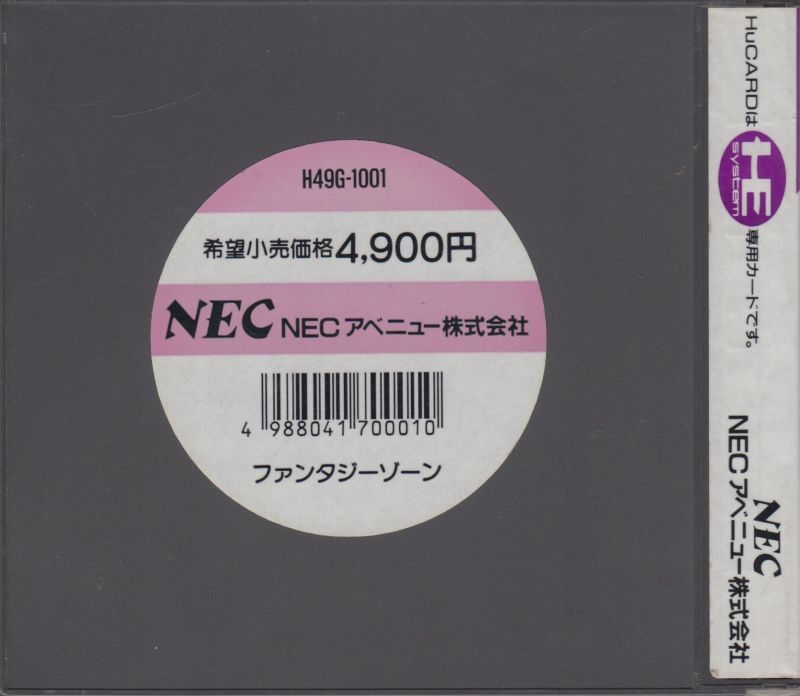 H49G-1001
希望小売価格4,900円
NEC NECアベニュー株式会社
4 988041 700010
ファンタジーゾーン
HuCARDは HE system 専用カードです。
NEC
NECアベニュー株式会社